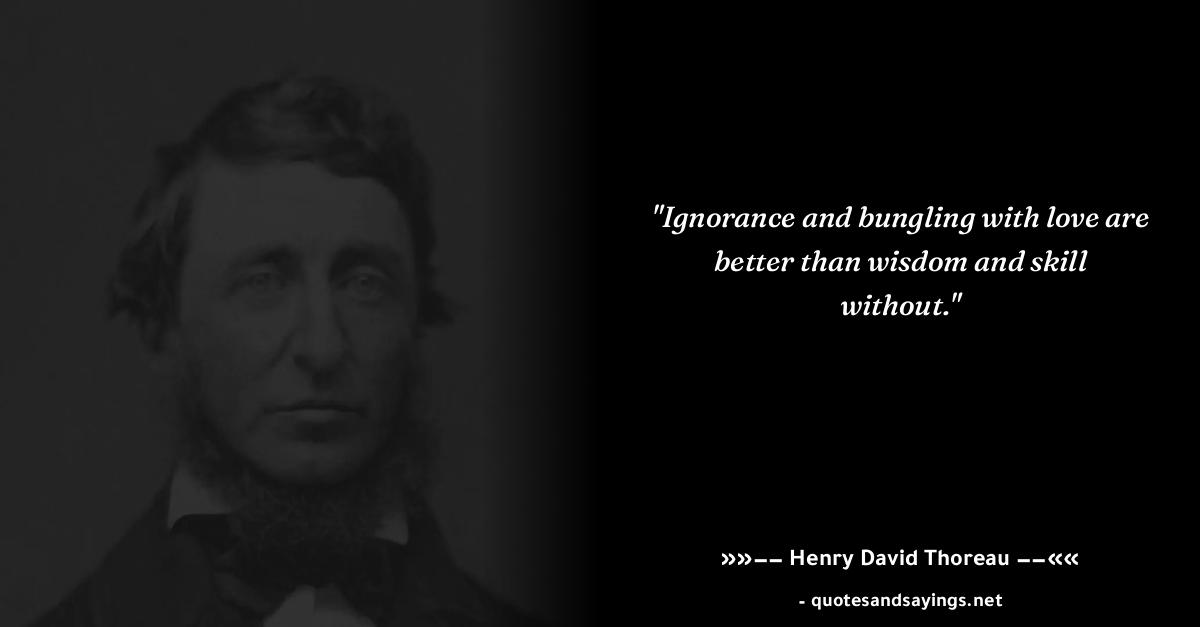 "Ignorance and bungling with love are
better than wisdom and skill
without."
»»−− Henry David Thoreau −−««
- quotesandsayings.net